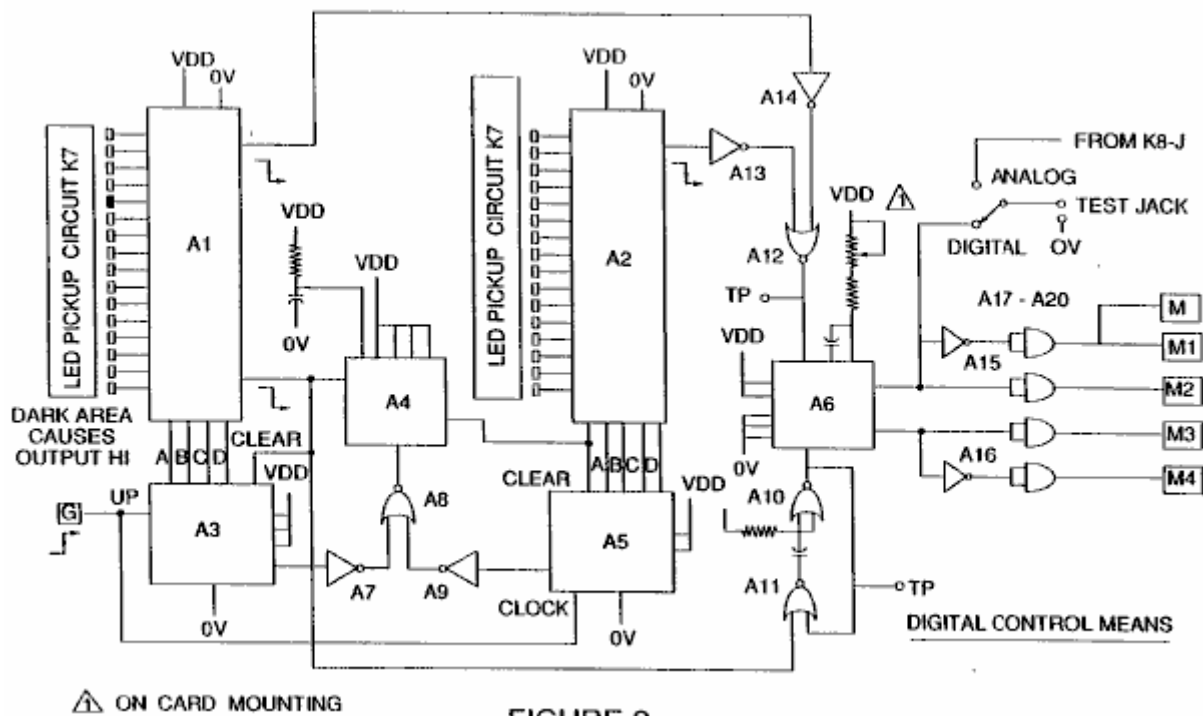 VDD
0V
LED PICKUP CIRCUIT K7
A1
VDD
0V
A4
DARK AREA
CAUSES
OUTPUT HI
A B C D
CLEAR
VDD
[G]
UP
A3
0V
A7
A8
A9
VDD
0V
LED PICKUP CIRCUIT K7
A2
A13
A14
A12
TP
VDD
1
VDD
A B C D
CLEAR
VDD
A5
CLOCK
0V
0V
A6
A10
A11
TP
FROM K8-J
ANALOG
TEST JACK
DIGITAL
OV
A17 - A20
A15
A16
M
M1
M2
M3
M4
DIGITAL CONTROL MEANS
VDD
1 ON CARD MOUNTING